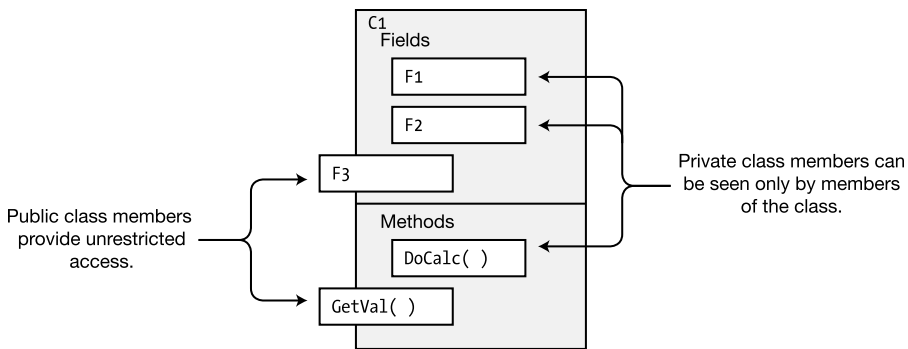 C1
Fields
F1
F2
F3
Methods
DoCalc( )
GetVal( )
Public class members
provide unrestricted
access.
Private class members can
be seen only by members
of the class.